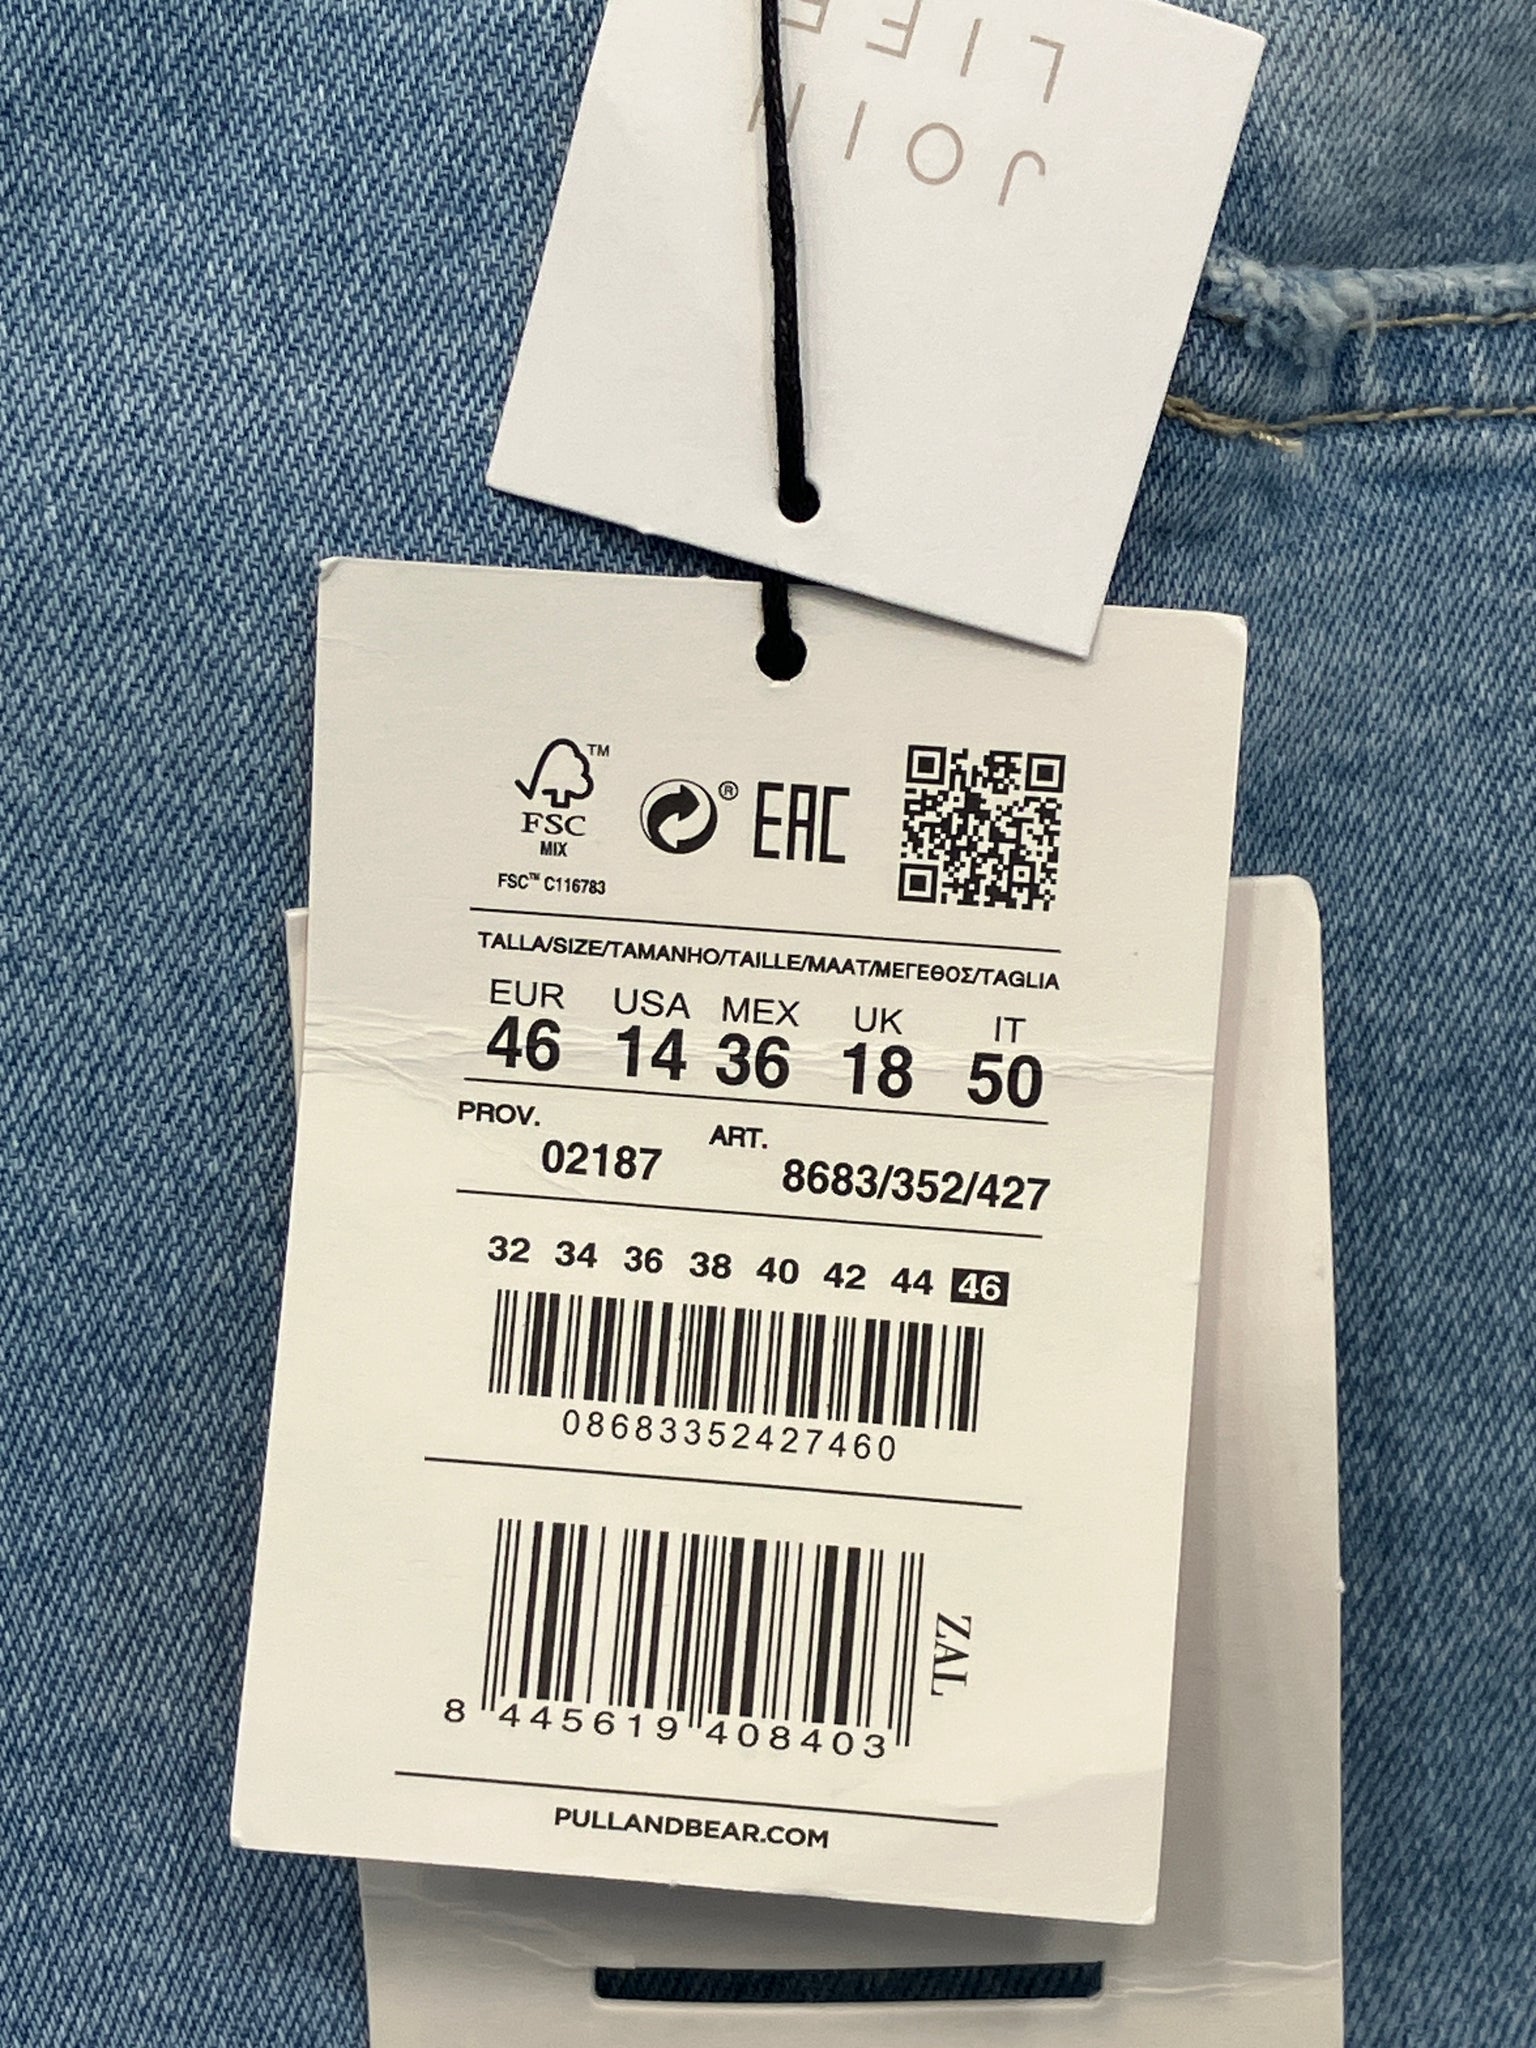 JOIN
LIFE
™
FSC
MIX
FSC™ C116783
®
EAC
TALLA/SIZE/TAMANHO/TAILLE/MAAT/ΜΕΓΕΘΟΣ/TAGLIA
EUR USA MEX UK IT
46 14 36 18 50
PROV. ART.
02187 8683/352/427
32 34 36 38 40 42 44 46
08683352427460
ZAL
8 445619 408403
PULLANDBEAR.COM